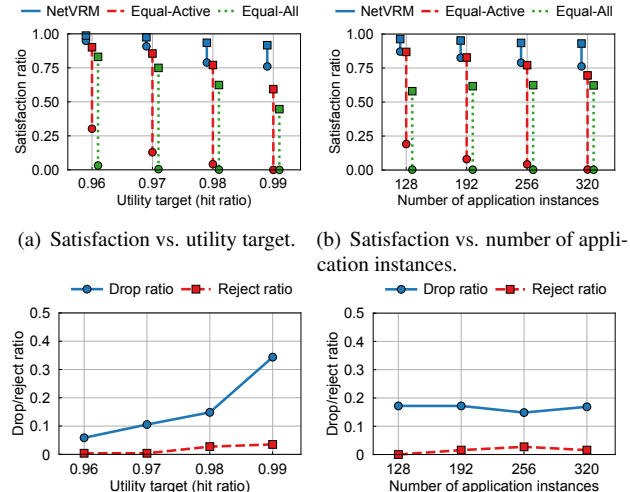 NetVRM Equal-Active Equal-All
1.00
0.75
0.50
0.25
0.00
Satisfaction ratio
0.96 0.97 0.98 0.99
Utility target (hit ratio)
NetVRM Equal-Active Equal-All
1.00
0.75
0.50
0.25
0.00
Satisfaction ratio
128 192 256 320
Number of application instances
(a) Satisfaction vs. utility target.
(b) Satisfaction vs. number of appli-
cation instances.
Drop ratio Reject ratio
0.5
0.4
0.3
0.2
0.1
0
Drop/reject ratio
0.96 0.97 0.98 0.99
Utility target (hit ratio)
Drop ratio Reject ratio
0.5
0.4
0.3
0.2
0.1
0
Drop/reject ratio
128 192 256 320
Number of application instances